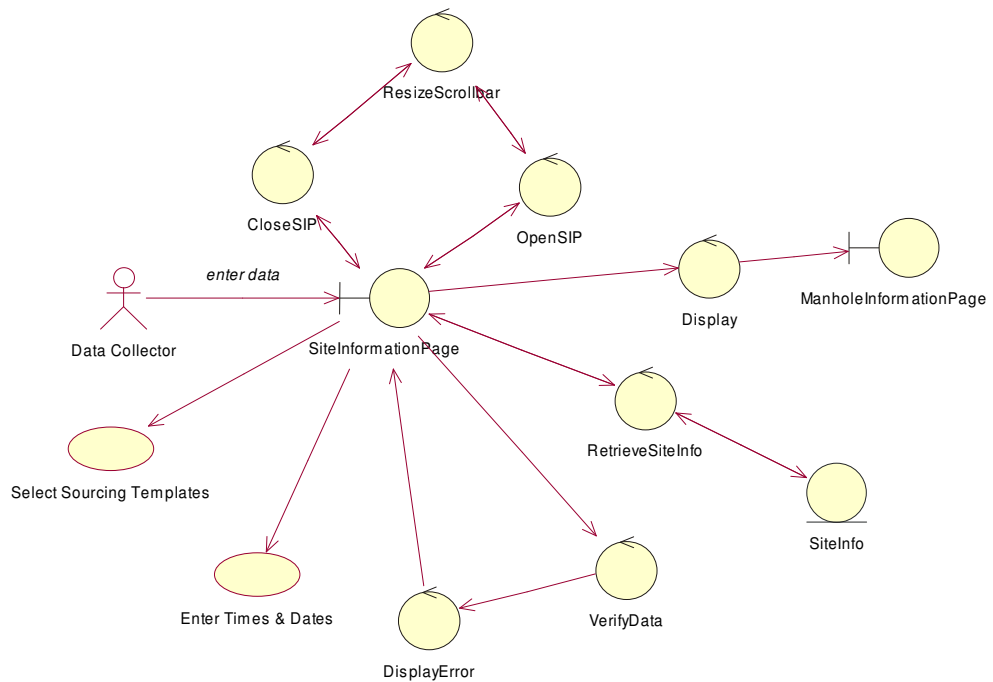 ResizeScrollbar
CloseSIP
OpenSIP
enter data
ManholeInformationPage
Display
Data Collector
SiteInformationPage
RetrieveSiteInfo
Select Sourcing Templates
SiteInfo
Enter Times & Dates
VerifyData
DisplayError